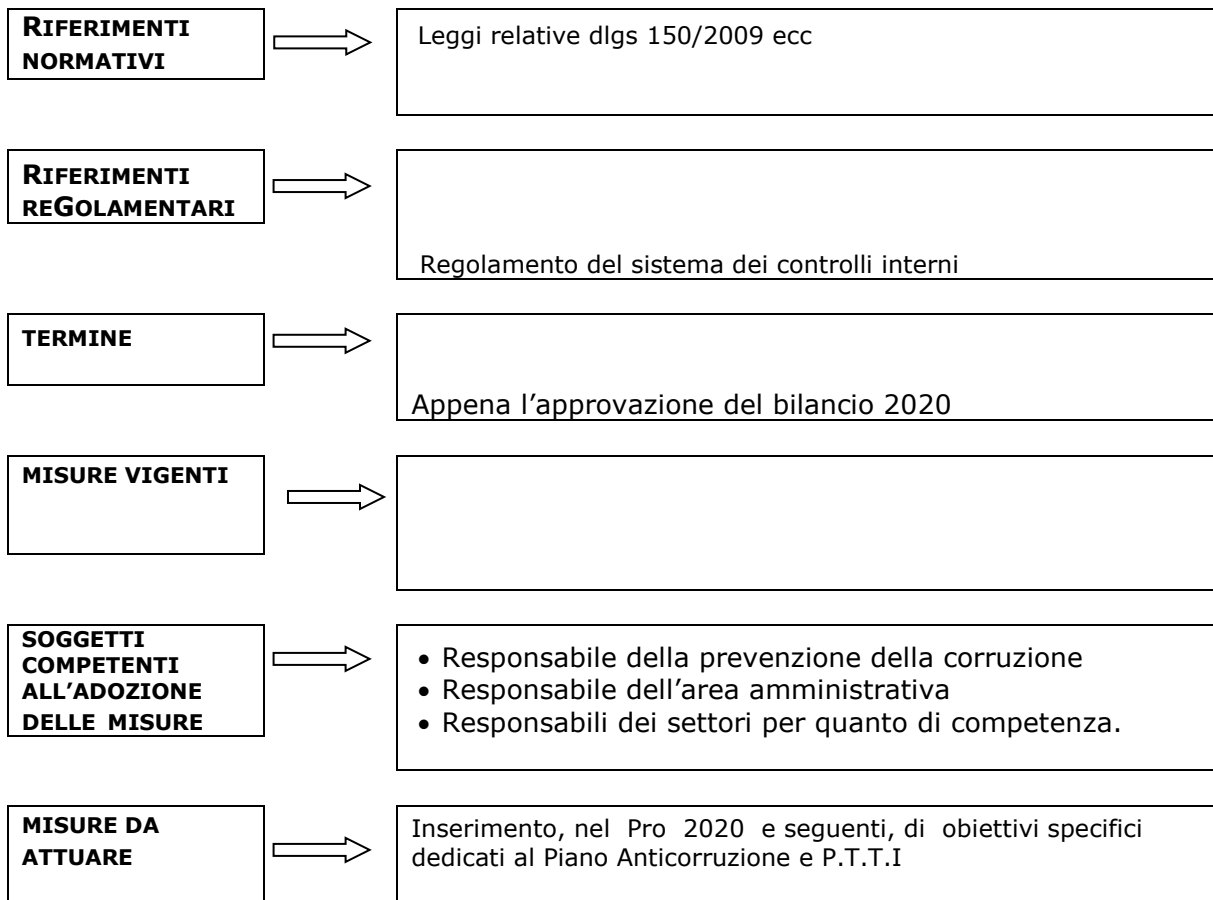 RIFERIMENTI
NORMATIVI
Leggi relative dlgs 150/2009 ecc
RIFERIMENTI
REGOLAMENTARI
Regolamento del sistema dei controlli interni
TERMINE
Appena l’approvazione del bilancio 2020
MISURE VIGENTI
SOGGETTI
COMPETENTI
ALL’ADOZIONE
DELLE MISURE
• Responsabile della prevenzione della corruzione
• Responsabile dell’area amministrativa
• Responsabili dei settori per quanto di competenza.
MISURE DA
ATTUARE
Inserimento, nel Pro 2020 e seguenti, di obiettivi specifici
dedicati al Piano Anticorruzione e P.T.T.I